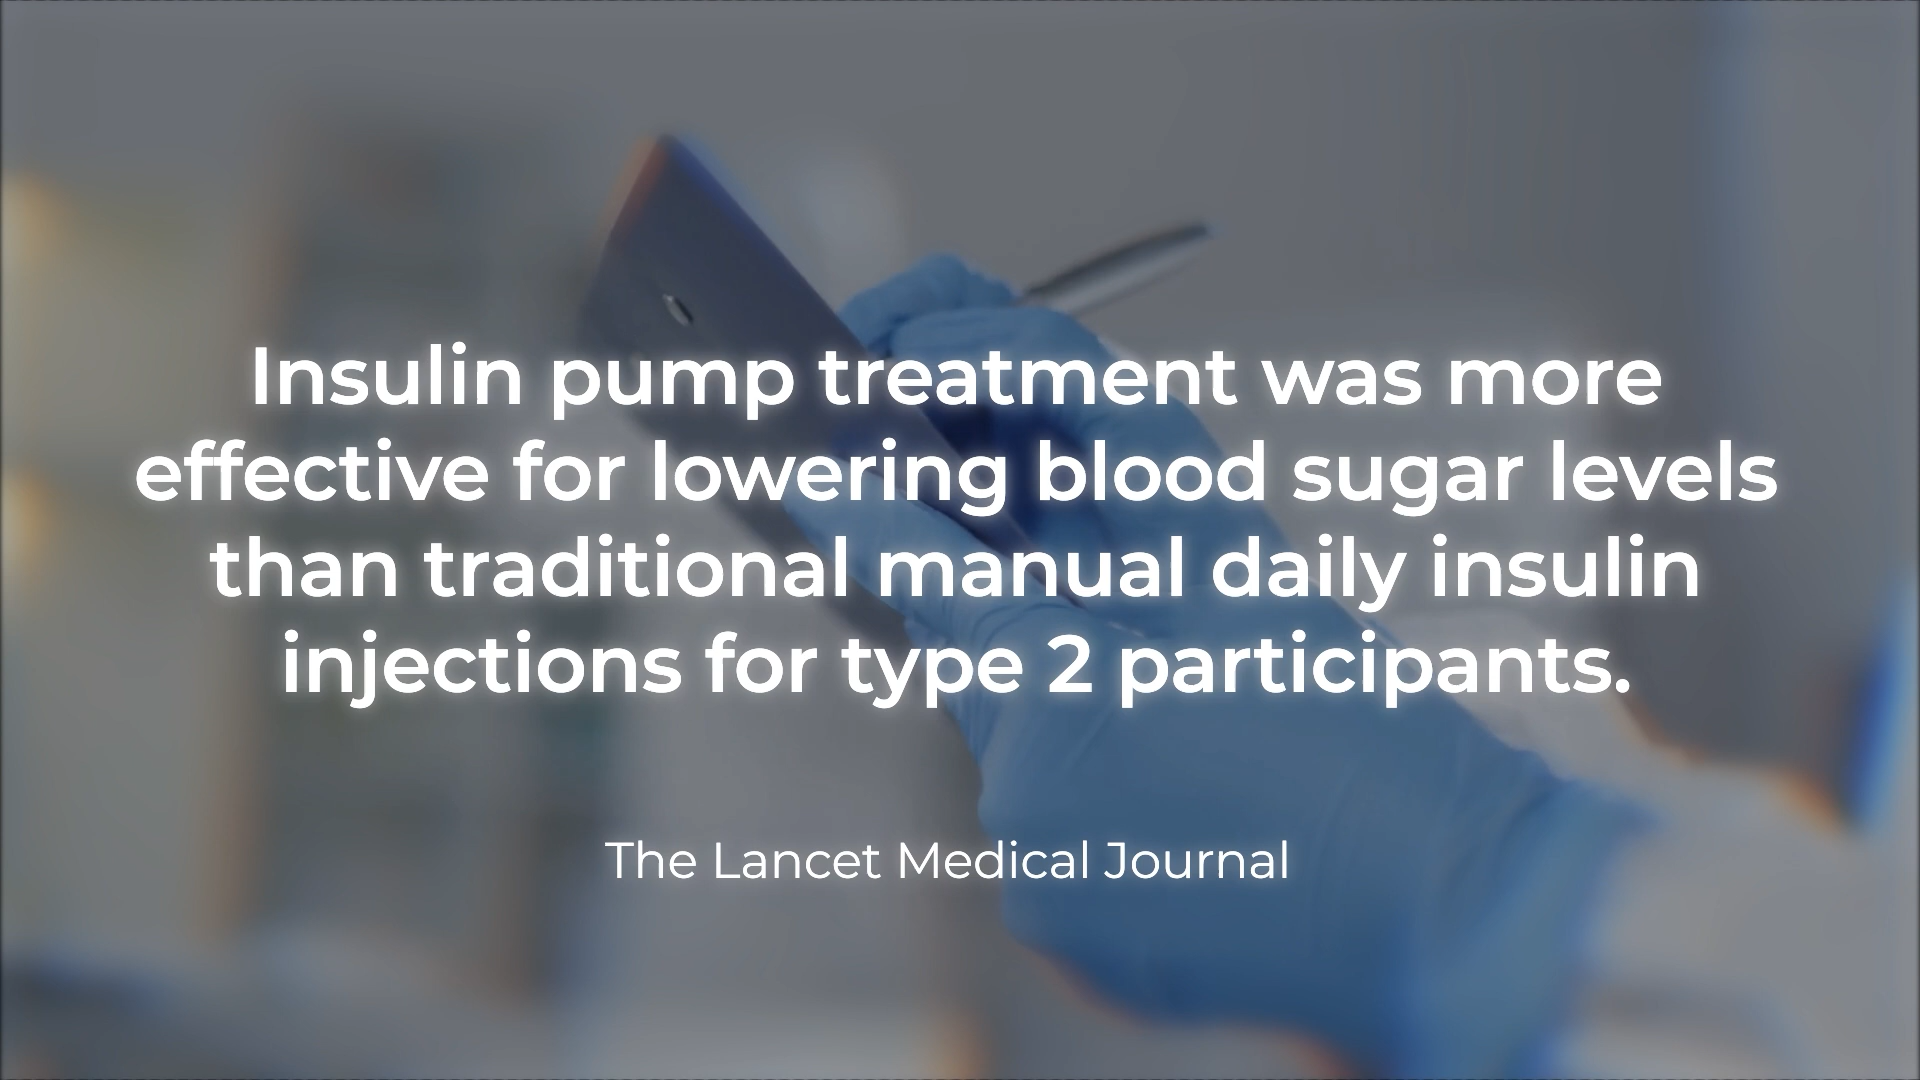 Insulin pump treatment was more
effective for lowering blood sugar levels
than traditional manual daily insulin
injections for type 2 participants.
The Lancet Medical Journal